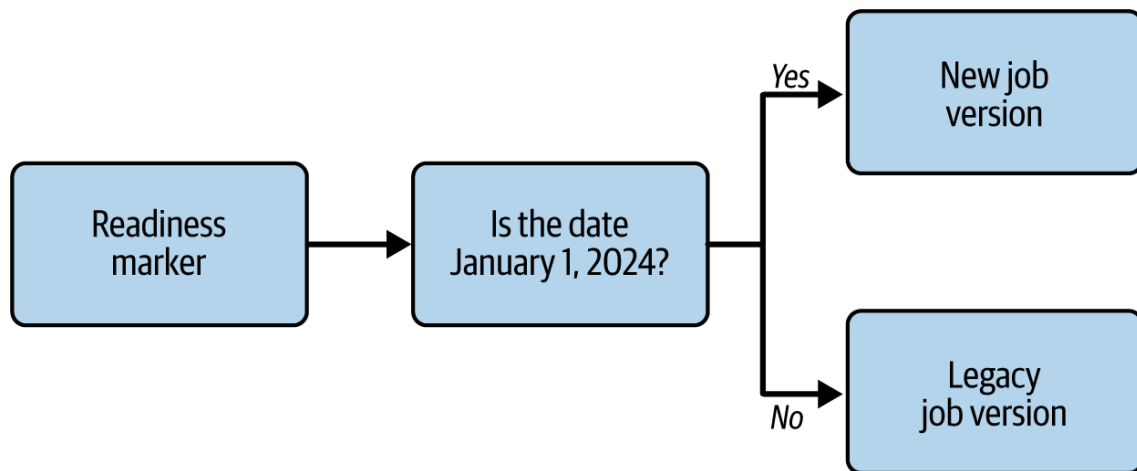 Readiness
marker
Is the date
January 1, 2024?
Yes
New job
version
No
Legacy
job version